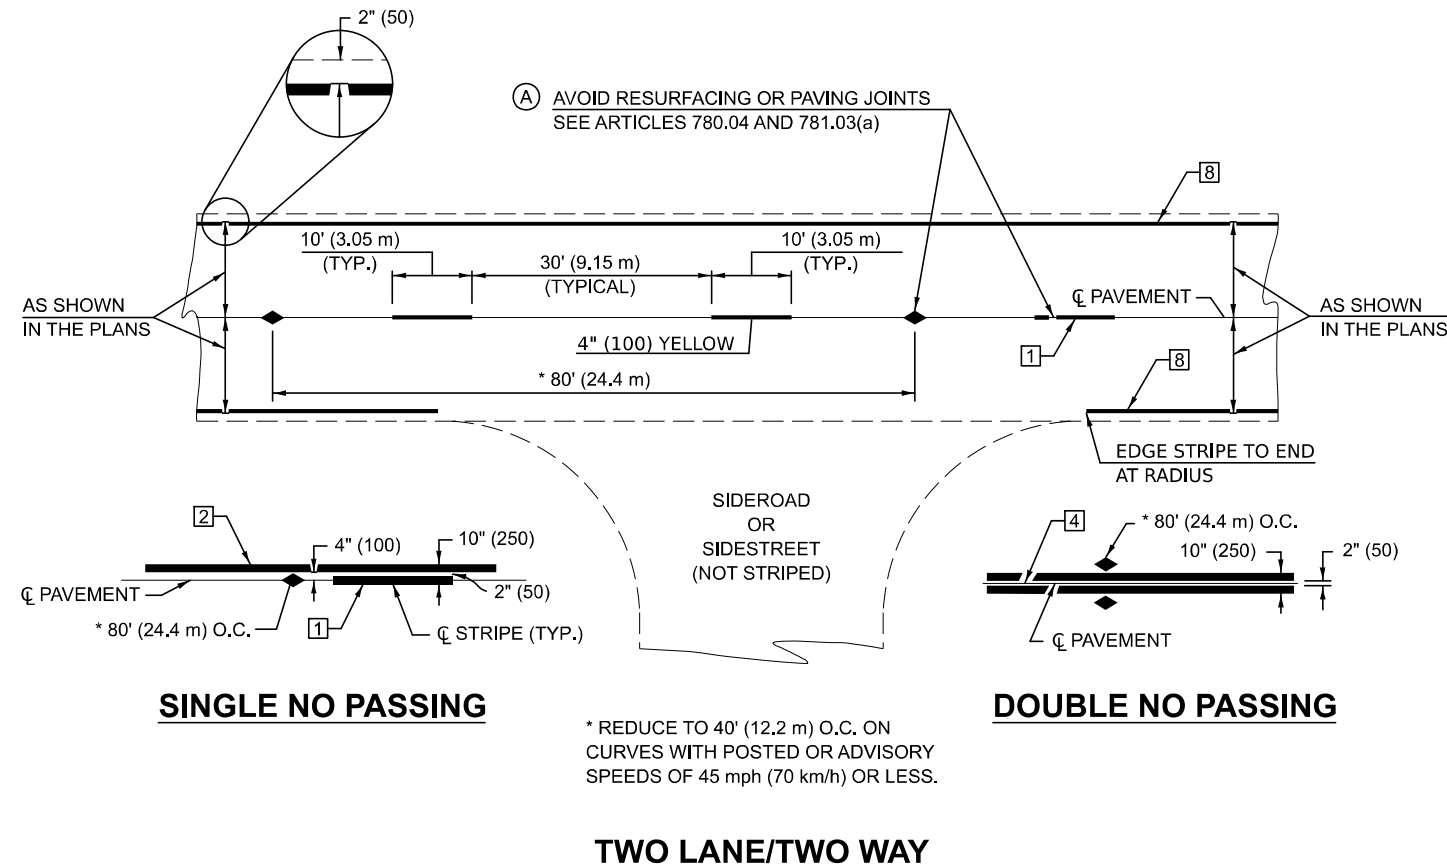 2" (50)
Ⓐ AVOID RESURFACING OR PAVING JOINTS
SEE ARTICLES 780.04 AND 781.03(a)
8
10' (3.05 m)
(TYP.)
30' (9.15 m)
(TYPICAL)
10' (3.05 m)
(TYP.)
AS SHOWN
IN THE PLANS
℄ PAVEMENT
AS SHOWN
IN THE PLANS
4" (100) YELLOW
1
8
* 80' (24.4 m)
EDGE STRIPE TO END
AT RADIUS
SIDEROAD
OR
SIDESTREET
(NOT STRIPED)
2
4" (100)
10" (250)
2" (50)
℄ PAVEMENT
* 80' (24.4 m) O.C.
1
℄ STRIPE (TYP.)
SINGLE NO PASSING
4
* 80' (24.4 m) O.C.
10" (250)
2" (50)
℄ PAVEMENT
DOUBLE NO PASSING
* REDUCE TO 40' (12.2 m) O.C. ON
CURVES WITH POSTED OR ADVISORY
SPEEDS OF 45 mph (70 km/h) OR LESS.
TWO LANE/TWO WAY